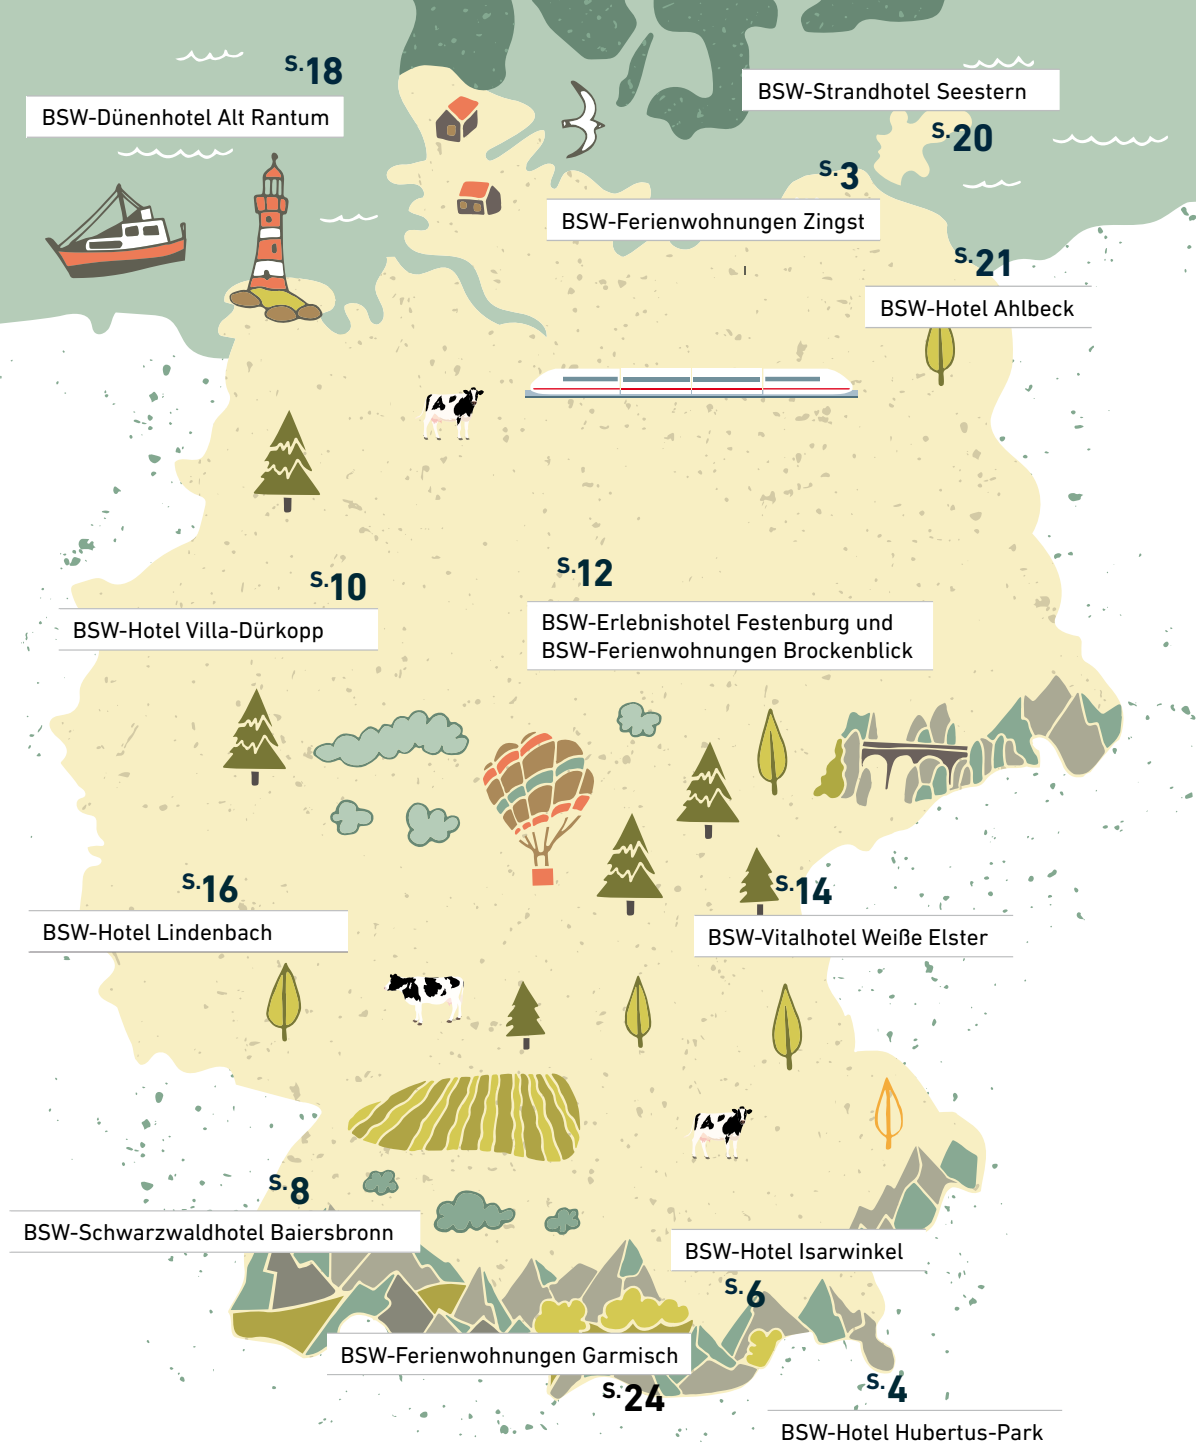 S.18
BSW-Dünenhotel Alt Rantum
BSW-Strandhotel Seestern
S.20
S.3
BSW-Ferienwohnungen Zingst
S.21
BSW-Hotel Ahlbeck
S.10
BSW-Hotel Villa-Dürkopp
S.12
BSW-Erlebnishotel Festenburg und
BSW-Ferienwohnungen Brockenblick
S.16
BSW-Hotel Lindenbach
S.14
BSW-Vitalhotel Weiße Elster
S.8
BSW-Schwarzwaldhotel Baiersbronn
BSW-Hotel Isarwinkel
S.6
BSW-Ferienwohnungen Garmisch
S.24
S.4
BSW-Hotel Hubertus-Park